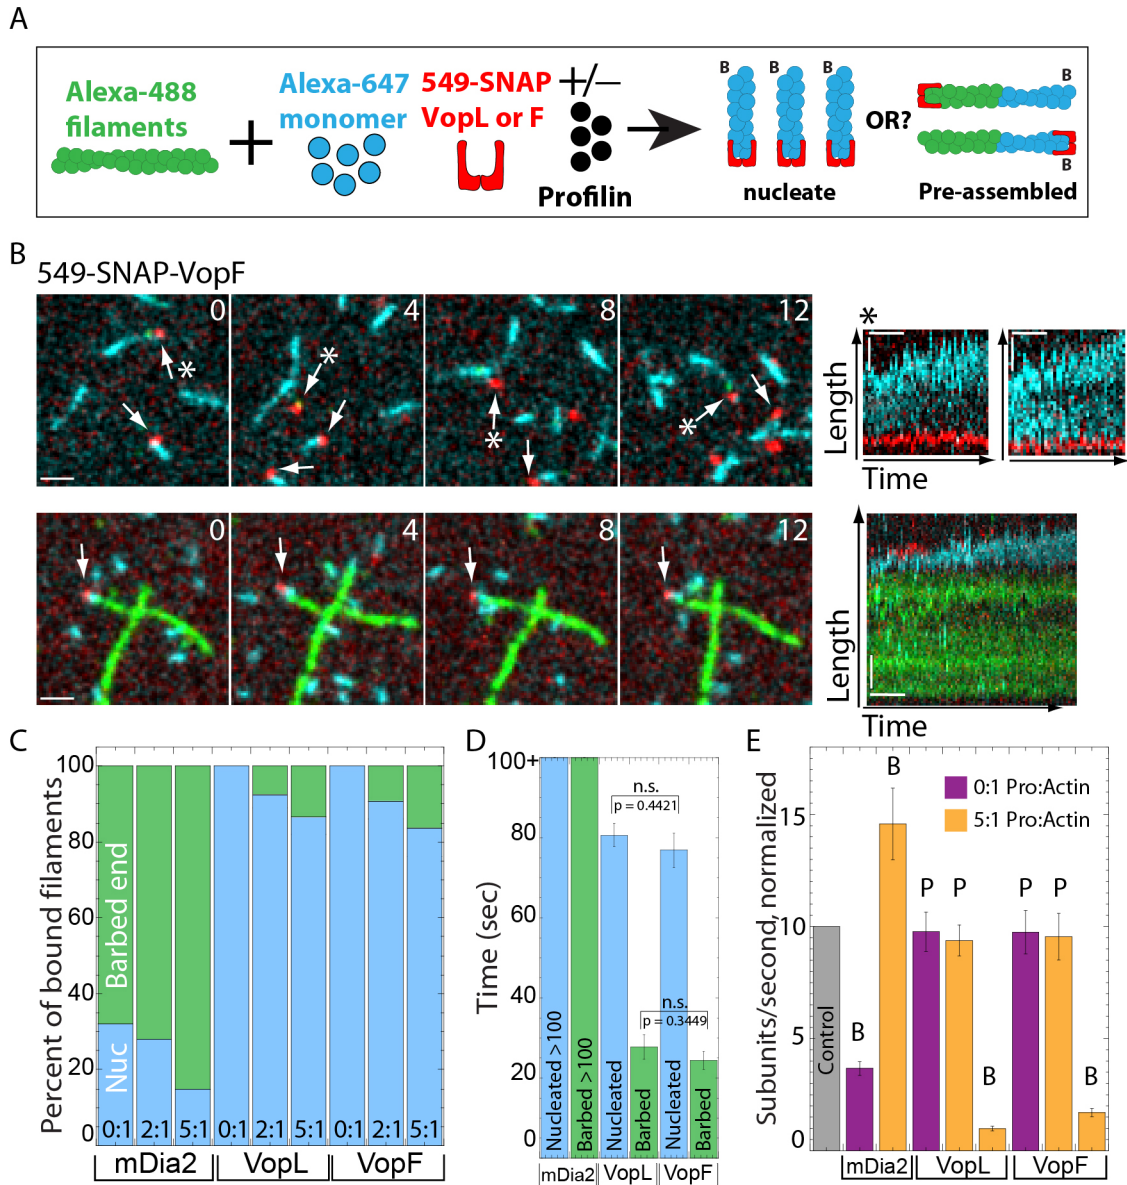 A
Alexa-488
filaments
+
Alexa-647
monomer
549-SNAP
VopL or F
+/−
Profilin
B
B
B
nucleate
OR?
B
B
Pre-assembled
B
549-SNAP-VopF
0
4
8
12
*
*
*
*
*
Length
Time
0
4
8
12
Length
Time
C
Percent of bound filaments
100
80
60
40
20
0
Barbed end
Nuc
0:1
2:1
5:1
0:1
2:1
5:1
0:1
2:1
5:1
mDia2
VopL
VopF
D
Time (sec)
100+
80
60
40
20
0
n.s.
p = 0.4421
n.s.
p = 0.3449
Nucleated >100
Barbed >100
Nucleated
Barbed
Nucleated
Barbed
mDia2
VopL
VopF
E
Subunits/second, normalized
15
10
5
0
0:1 Pro:Actin
5:1 Pro:Actin
Control
B
B
P
P
B
P
P
B
mDia2
VopL
VopF